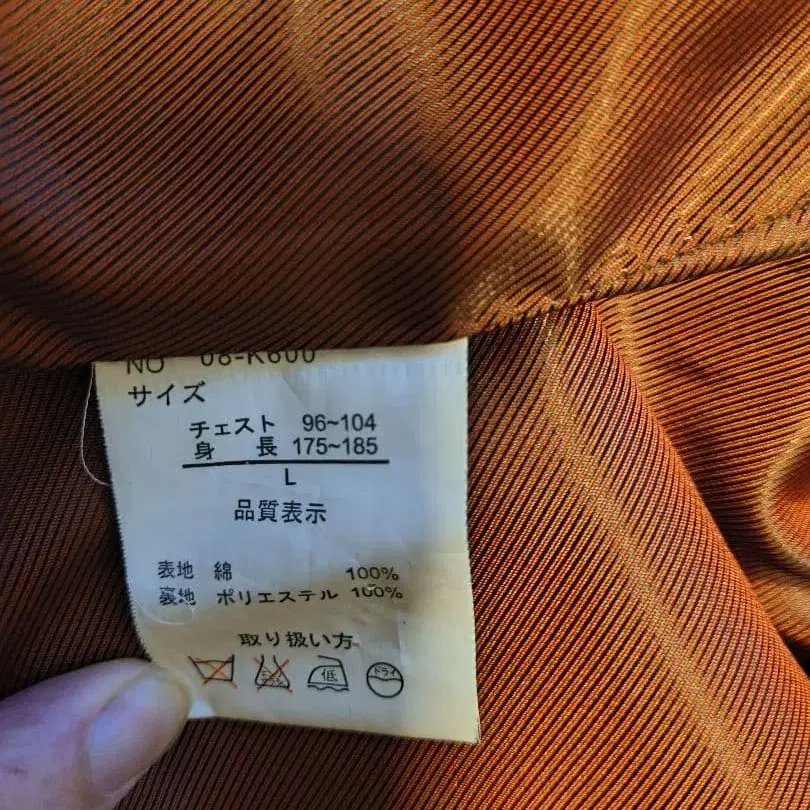 NO 08-K600
サイズ
チェスト 96~104
身長 175~185
L
品質表示
表地 綿 100%
裏地 ポリエステル 100%
取り扱い方
低 ドライ